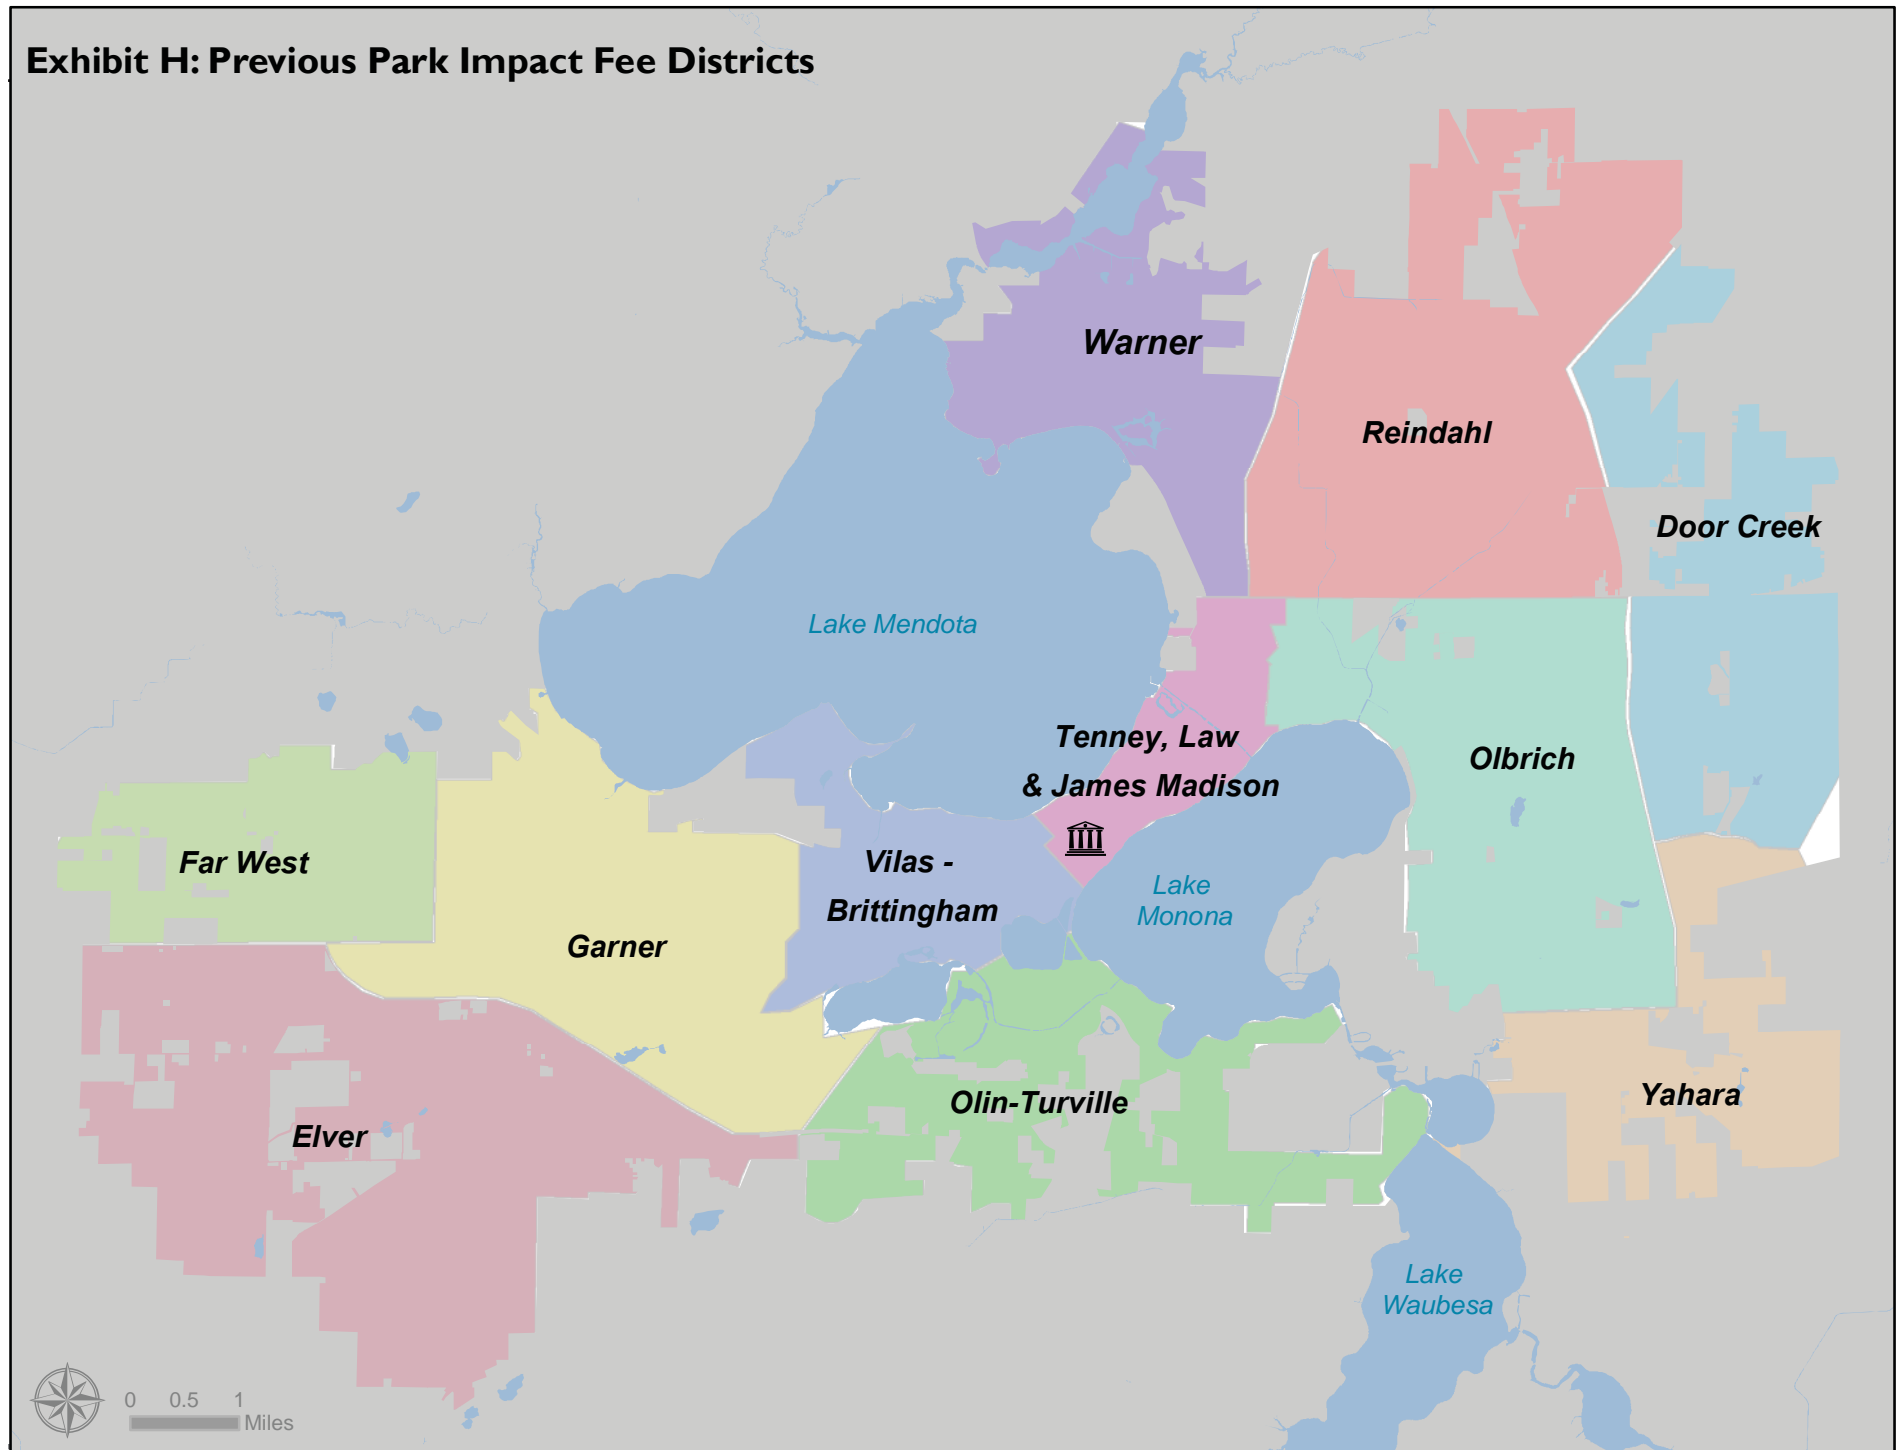 Exhibit H: Previous Park Impact Fee Districts
Warner
Reindahl
Door Creek
Lake Mendota
Tenney, Law
& James Madison
Olbrich
Far West
Vilas -
Brittingham
Lake
Monona
Garner
Olin-Turville
Yahara
Elver
Lake
Waubesa
0 0.5 1
Miles